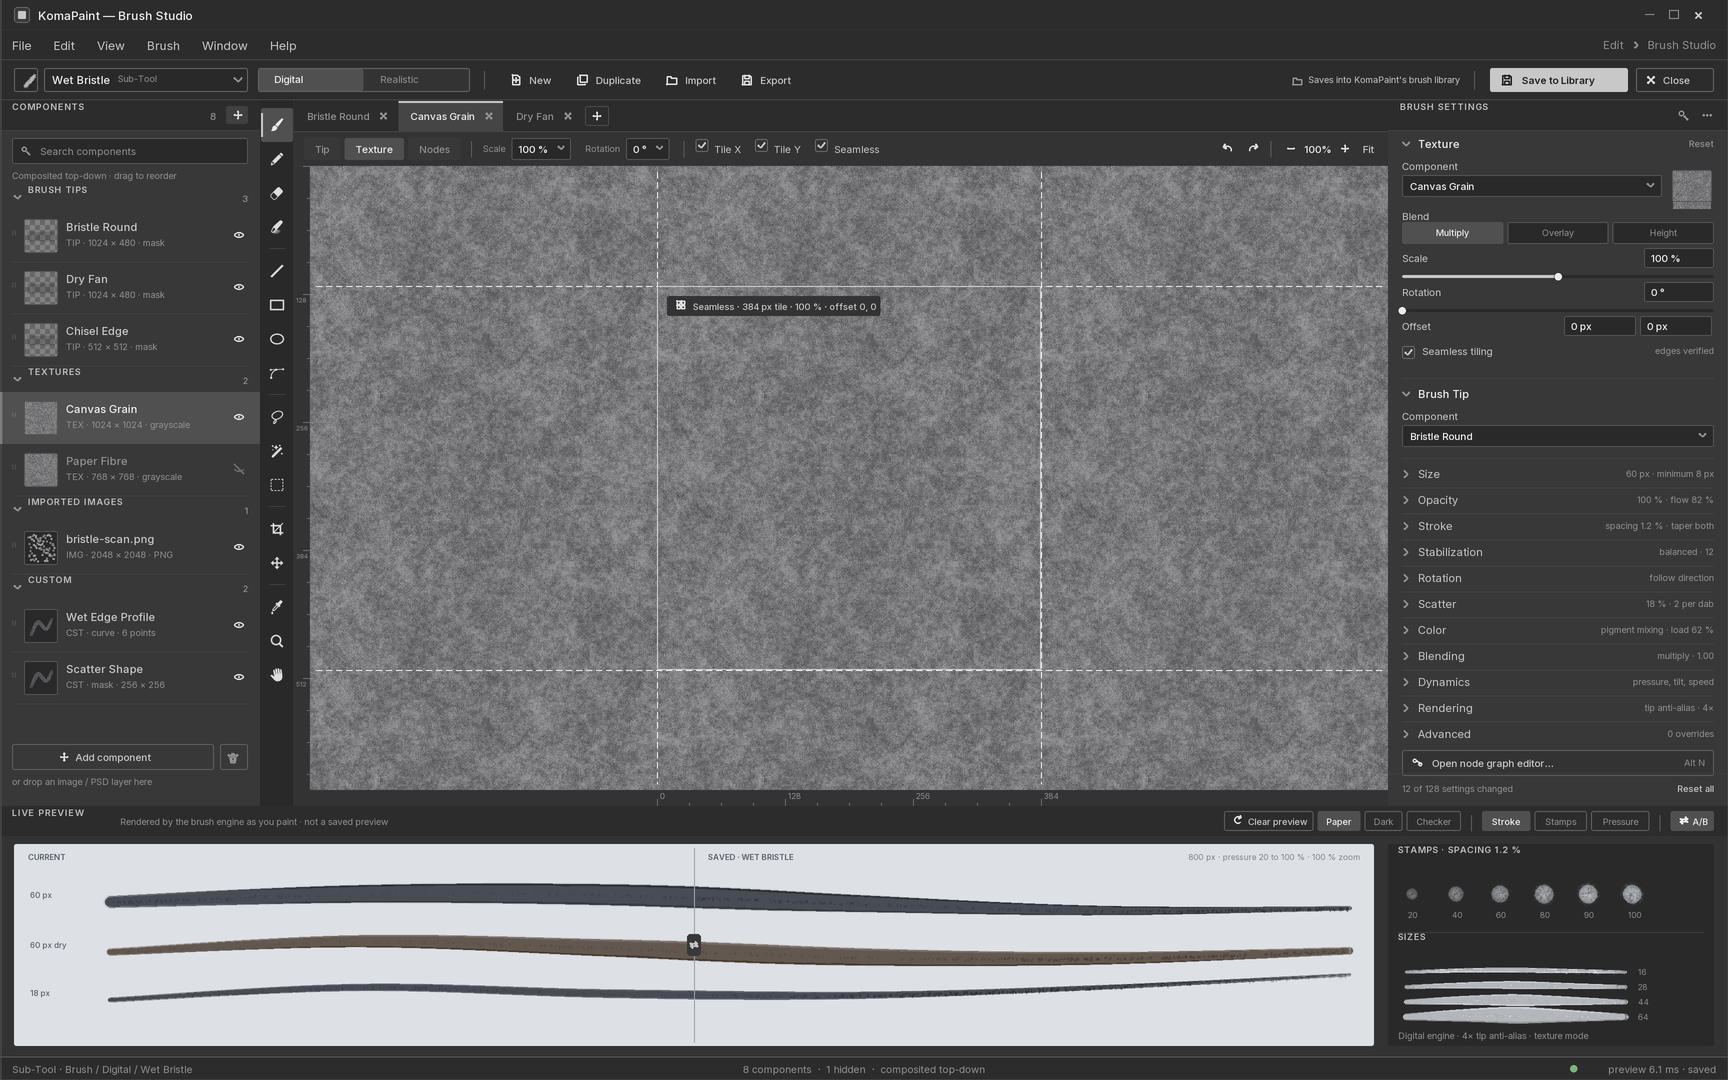 KomaPaint — Brush Studio
File Edit View Brush Window Help
Edit > Brush Studio
Wet Bristle Sub-Tool
Digital Realistic
New Duplicate Import Export
Saves into KomaPaint's brush library
Save to Library
Close
COMPONENTS 8
Search components
Composited top-down · drag to reorder
BRUSH TIPS 3
Bristle Round
TIP · 1024 × 480 · mask
Dry Fan
TIP · 1024 × 480 · mask
Chisel Edge
TIP · 512 × 512 · mask
TEXTURES 2
Canvas Grain
TEX · 1024 × 1024 · grayscale
Paper Fibre
TEX · 768 × 768 · grayscale
IMPORTED IMAGES 1
bristle-scan.png
IMG · 2048 × 2048 · PNG
CUSTOM 2
Wet Edge Profile
CST · curve · 6 points
Scatter Shape
CST · mask · 256 × 256
Add component
or drop an image / PSD layer here
Bristle Round Canvas Grain Dry Fan
Tip Texture Nodes Scale 100 % Rotation 0 ° Tile X Tile Y Seamless 100% Fit
Seamless · 384 px tile · 100 % · offset 0, 0
128
256
384
512
0 128 256 384
BRUSH SETTINGS
Texture Reset
Component
Canvas Grain
Blend
Multiply Overlay Height
Scale 100 %
Rotation 0 °
Offset 0 px 0 px
Seamless tiling edges verified
Brush Tip
Component
Bristle Round
Size 60 px · minimum 8 px
Opacity 100 % · flow 82 %
Stroke spacing 1.2 % · taper both
Stabilization balanced · 12
Rotation follow direction
Scatter 18 % · 2 per dab
Color pigment mixing · load 62 %
Blending multiply · 1.00
Dynamics pressure, tilt, speed
Rendering tip anti-alias · 4×
Advanced 0 overrides
Open node graph editor... Alt N
12 of 128 settings changed Reset all
LIVE PREVIEW Rendered by the brush engine as you paint · not a saved preview
Clear preview Paper Dark Checker Stroke Stamps Pressure A/B
CURRENT SAVED · WET BRISTLE 800 px · pressure 20 to 100 % · 100 % zoom
60 px
60 px dry
18 px
STAMPS · SPACING 1.2 %
20 40 60 80 90 100
SIZES
16
28
44
64
Digital engine · 4× tip anti-alias · texture mode
Sub-Tool · Brush / Digital / Wet Bristle
8 components · 1 hidden · composited top-down
preview 6.1 ms · saved